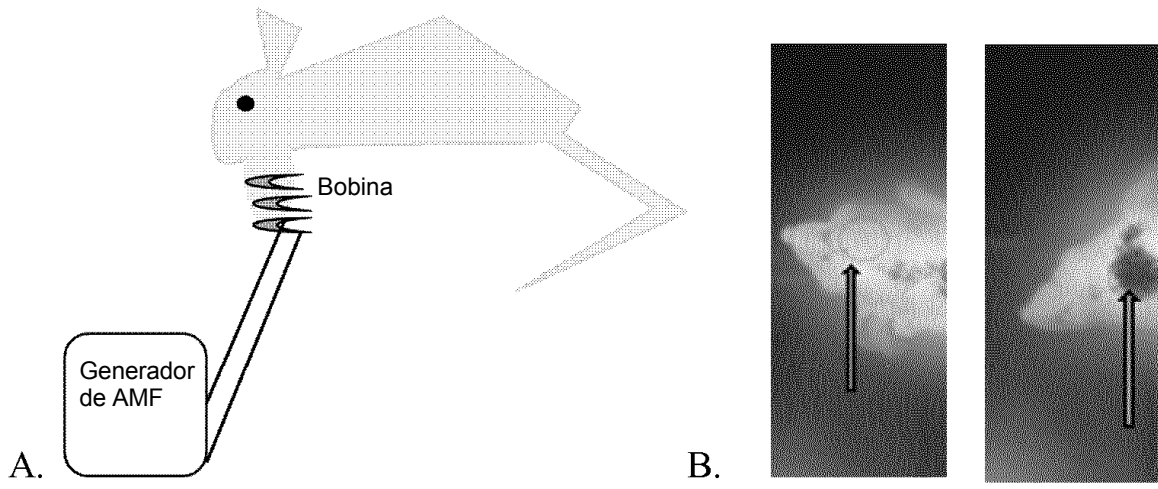 Bobina
Generador
de AMF
A.
B.